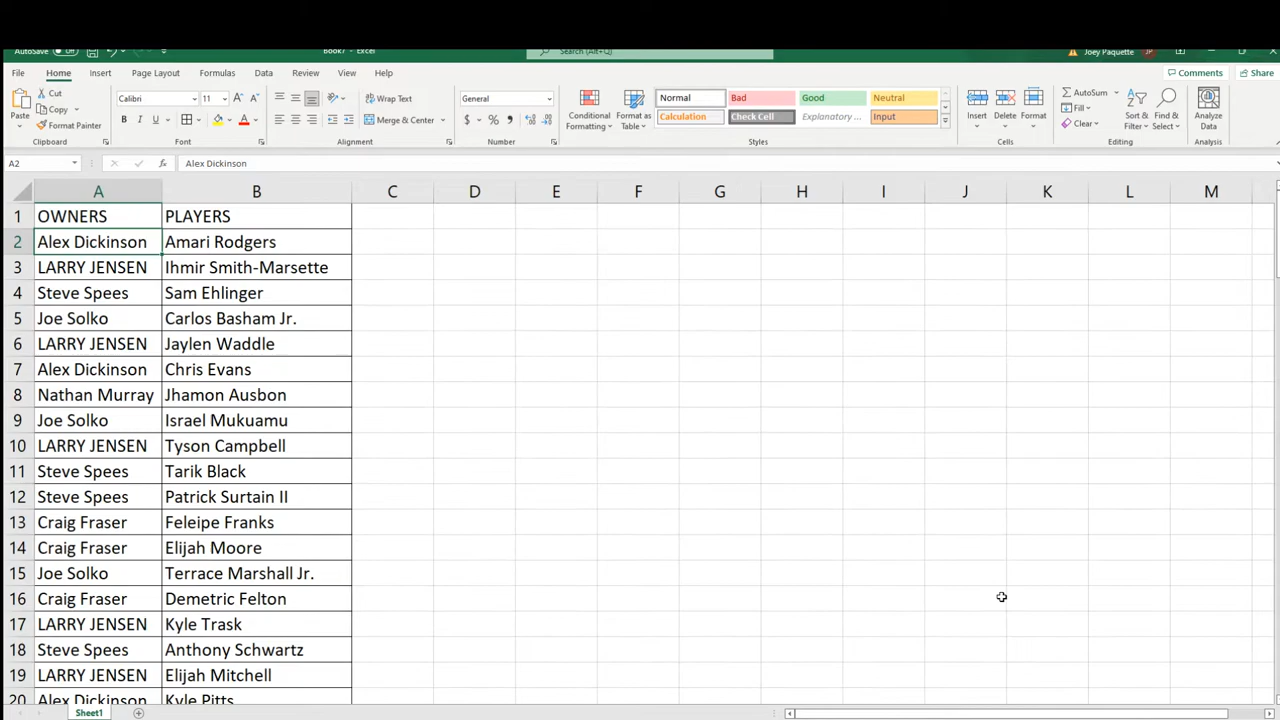 AutoSave Off Book7 - Excel Search (Alt+Q) Joey Paquette JP
File Home Insert Page Layout Formulas Data Review View Help Comments Share
Paste Cut Copy Format Painter
Calibri 11
B I U
Wrap Text
Merge & Center
General
$ % ,
Conditional Formatting Format as Table
Normal Bad Good Neutral
Calculation Check Cell Explanatory ... Input
Insert Delete Format
AutoSum Fill Clear
Sort & Filter Find & Select
Analyze Data
Clipboard Font Alignment Number Styles Cells Editing Analysis
A2 fx Alex Dickinson
A B C D E F G H I J K L M
1 OWNERS PLAYERS
2 Alex Dickinson Amari Rodgers
3 LARRY JENSEN Ihmir Smith-Marsette
4 Steve Spees Sam Ehlinger
5 Joe Solko Carlos Basham Jr.
6 LARRY JENSEN Jaylen Waddle
7 Alex Dickinson Chris Evans
8 Nathan Murray Jhamon Ausbon
9 Joe Solko Israel Mukuamu
10 LARRY JENSEN Tyson Campbell
11 Steve Spees Tarik Black
12 Steve Spees Patrick Surtain II
13 Craig Fraser Feleipe Franks
14 Craig Fraser Elijah Moore
15 Joe Solko Terrace Marshall Jr.
16 Craig Fraser Demetric Felton
17 LARRY JENSEN Kyle Trask
18 Steve Spees Anthony Schwartz
19 LARRY JENSEN Elijah Mitchell
20 Alex Dickinson Kyle Pitts
Sheet1